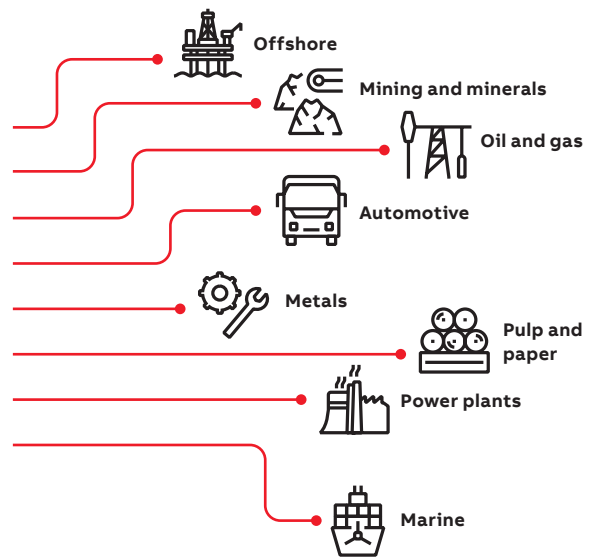 Offshore
Mining and minerals
Oil and gas
Automotive
Metals
Pulp and
paper
Power plants
Marine